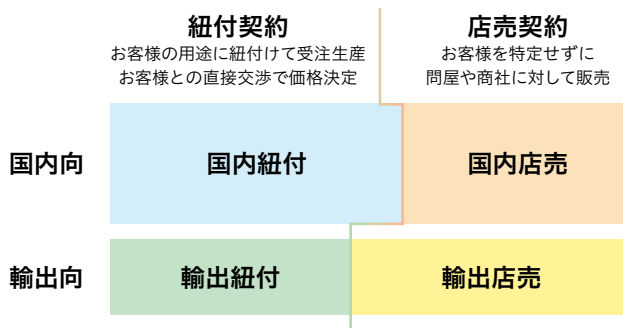 紐付契約
お客様の用途に紐付けて受注生産
お客様との直接交渉で価格決定
店売契約
お客様を特定せずに
問屋や商社に対して販売
国内向
国内紐付
国内店売
輸出向
輸出紐付
輸出店売